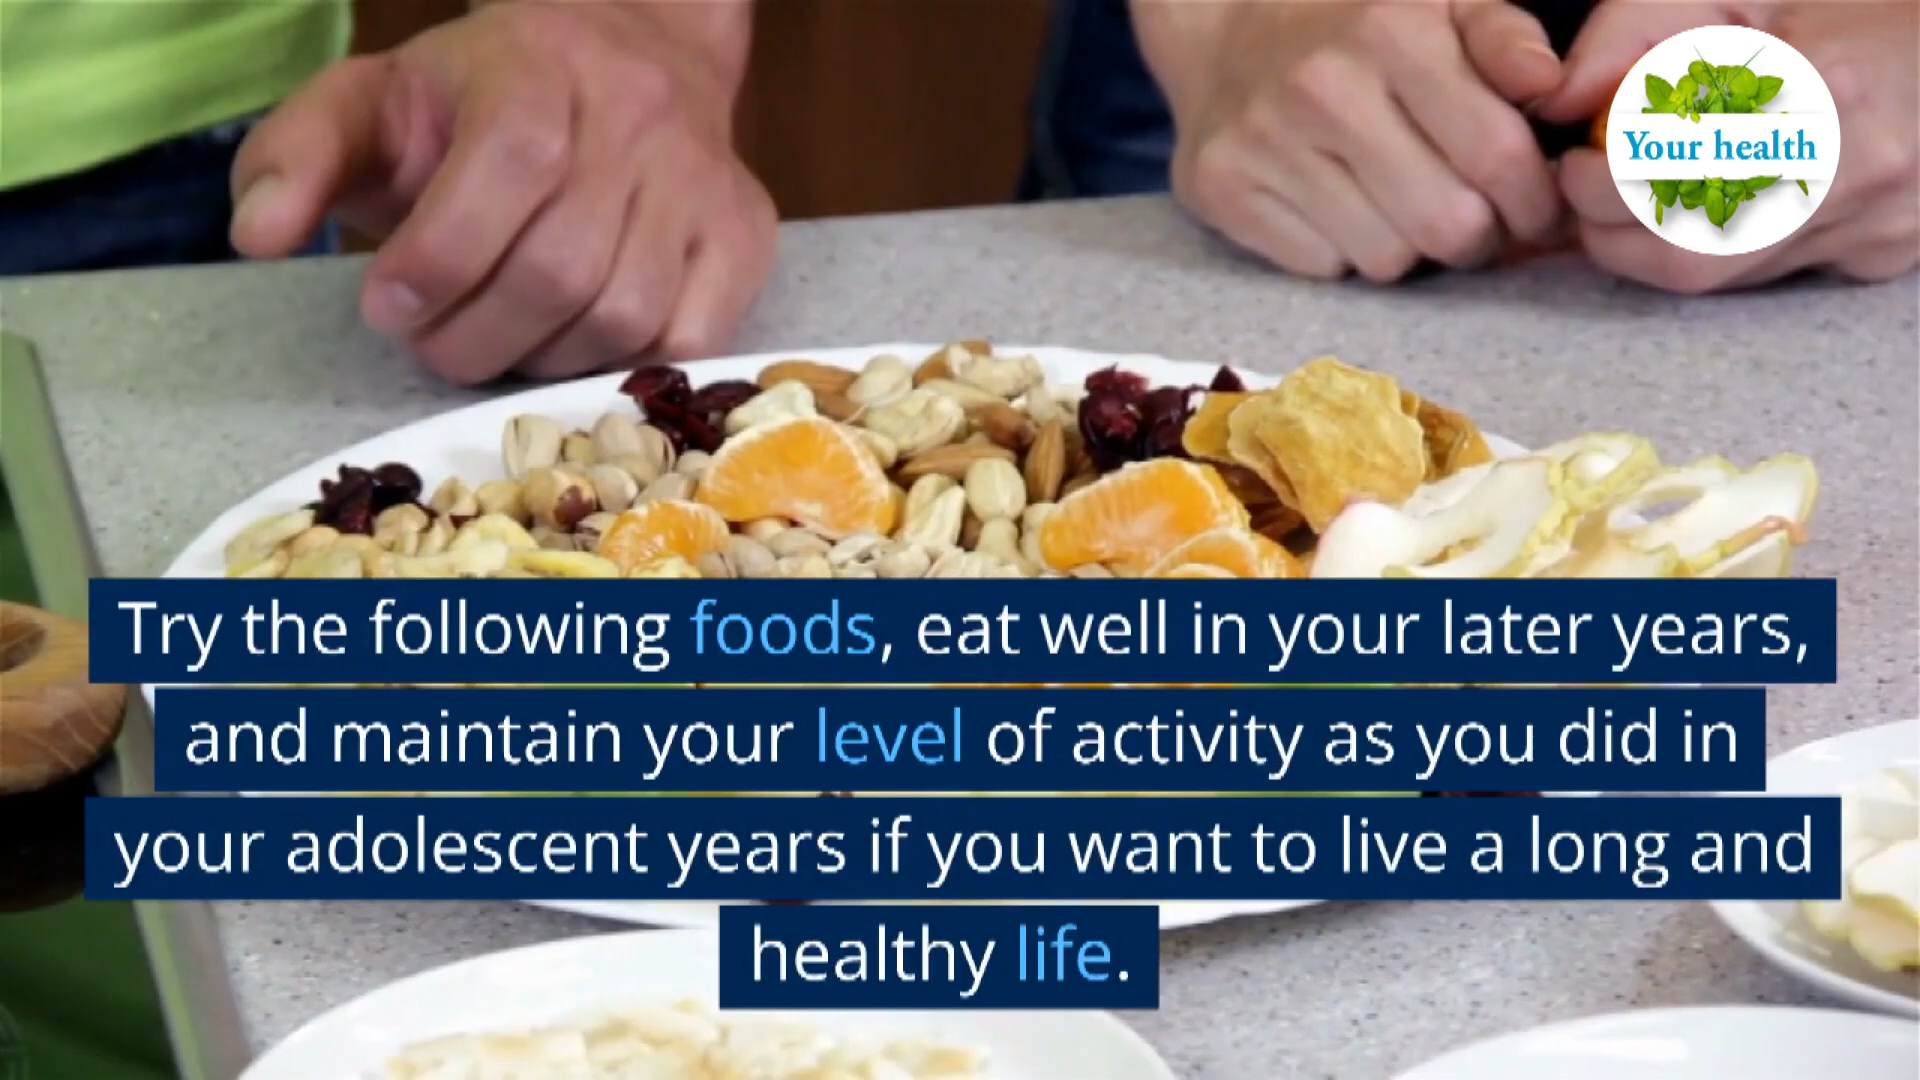 Your health
Try the following foods, eat well in your later years,
and maintain your level of activity as you did in
your adolescent years if you want to live a long and
healthy life.